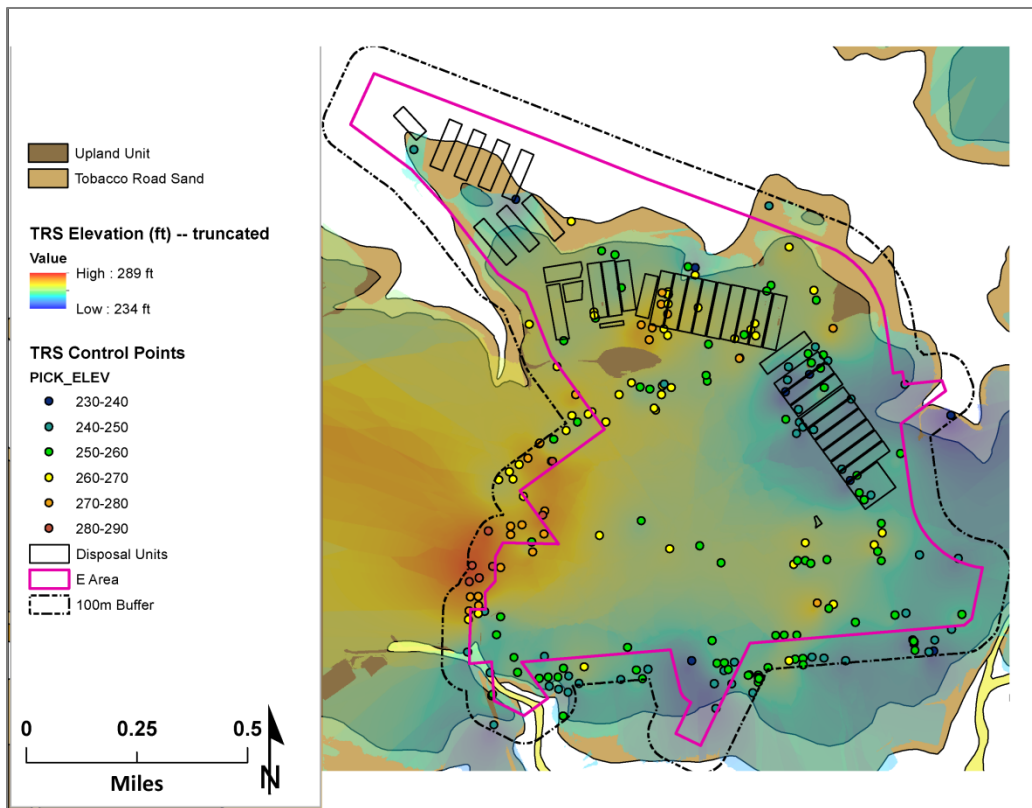 Upland Unit
Tobacco Road Sand
TRS Elevation (ft) -- truncated
Value
High : 289 ft
Low : 234 ft
TRS Control Points
PICK_ELEV
230-240
240-250
250-260
260-270
270-280
280-290
Disposal Units
E Area
100m Buffer
0 0.25 0.5
Miles
N